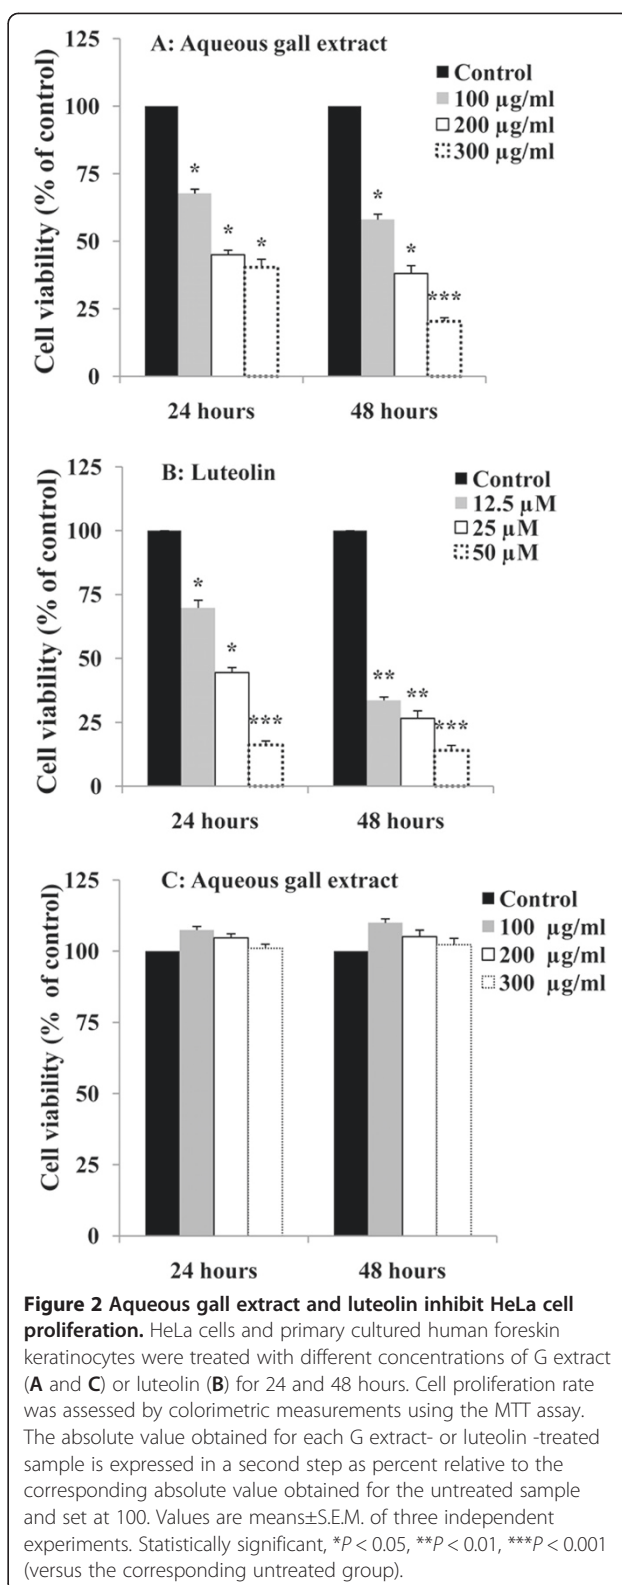 A: Aqueous gall extract
Cell viability (% of control)
125
100
75
50
25
0
Control
100 µg/ml
200 µg/ml
300 µg/ml
*
*
*
*
*
***
24 hours
48 hours
B: Luteolin
Cell viability (% of control)
125
100
75
50
25
0
Control
12.5 µM
25 µM
50 µM
*
*
***
**
**
***
24 hours
48 hours
C: Aqueous gall extract
Cell viability (% of control)
125
100
75
50
25
0
Control
100 µg/ml
200 µg/ml
300 µg/ml
24 hours
48 hours
Figure 2 Aqueous gall extract and luteolin inhibit HeLa cell
proliferation. HeLa cells and primary cultured human foreskin
keratinocytes were treated with different concentrations of G extract
(A and C) or luteolin (B) for 24 and 48 hours. Cell proliferation rate
was assessed by colorimetric measurements using the MTT assay.
The absolute value obtained for each G extract- or luteolin -treated
sample is expressed in a second step as percent relative to the
corresponding absolute value obtained for the untreated sample
and set at 100. Values are means±S.E.M. of three independent
experiments. Statistically significant, *P < 0.05, **P < 0.01, ***P < 0.001
(versus the corresponding untreated group).